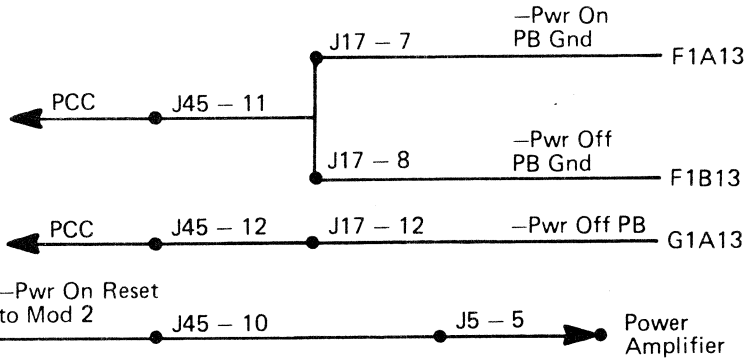 —Pwr On
J17 — 7 PB Gnd
F1A13
PCC J45 — 11
—Pwr Off
J17 — 8 PB Gnd
F1B13
PCC J45 — 12 J17 — 12 —Pwr Off PB G1A13
—Pwr On Reset
to Mod 2 J45 — 10 J5 — 5 Power
Amplifier